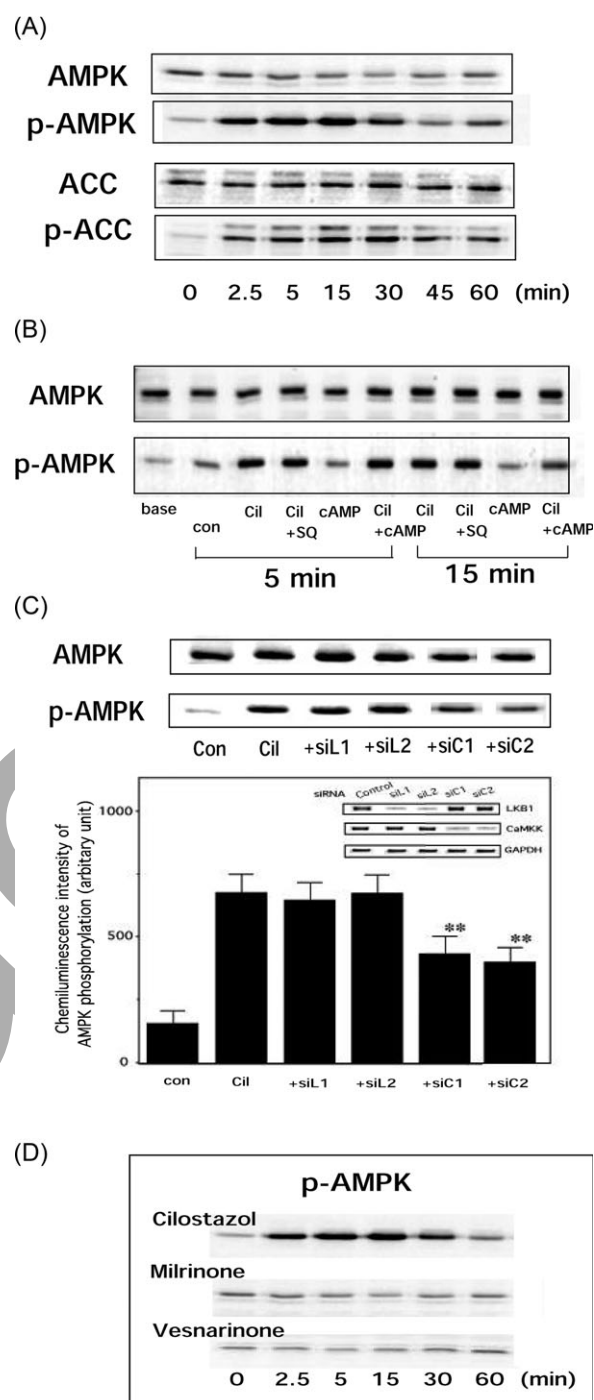 (A)
AMPK
p-AMPK
ACC
p-ACC
0 2.5 5 15 30 45 60 (min)
(B)
AMPK
p-AMPK
base con Cil Cil +SQ cAMP Cil +cAMP Cil Cil +SQ cAMP Cil +cAMP
5 min 15 min
(C)
AMPK
p-AMPK
Con Cil +siL1 +siL2 +siC1 +siC2
siRNA Control siL1 siL2 siC1 siC2
LKB1
CaMKK
GAPDH
Chemiluminescence intensity of
AMPK phosphorylation (arbitary unit)
1000
500
0
** **
con Cil +siL1 +siL2 +siC1 +siC2
(D)
p-AMPK
Cilostazol
Milrinone
Vesnarinone
0 2.5 5 15 30 60 (min)